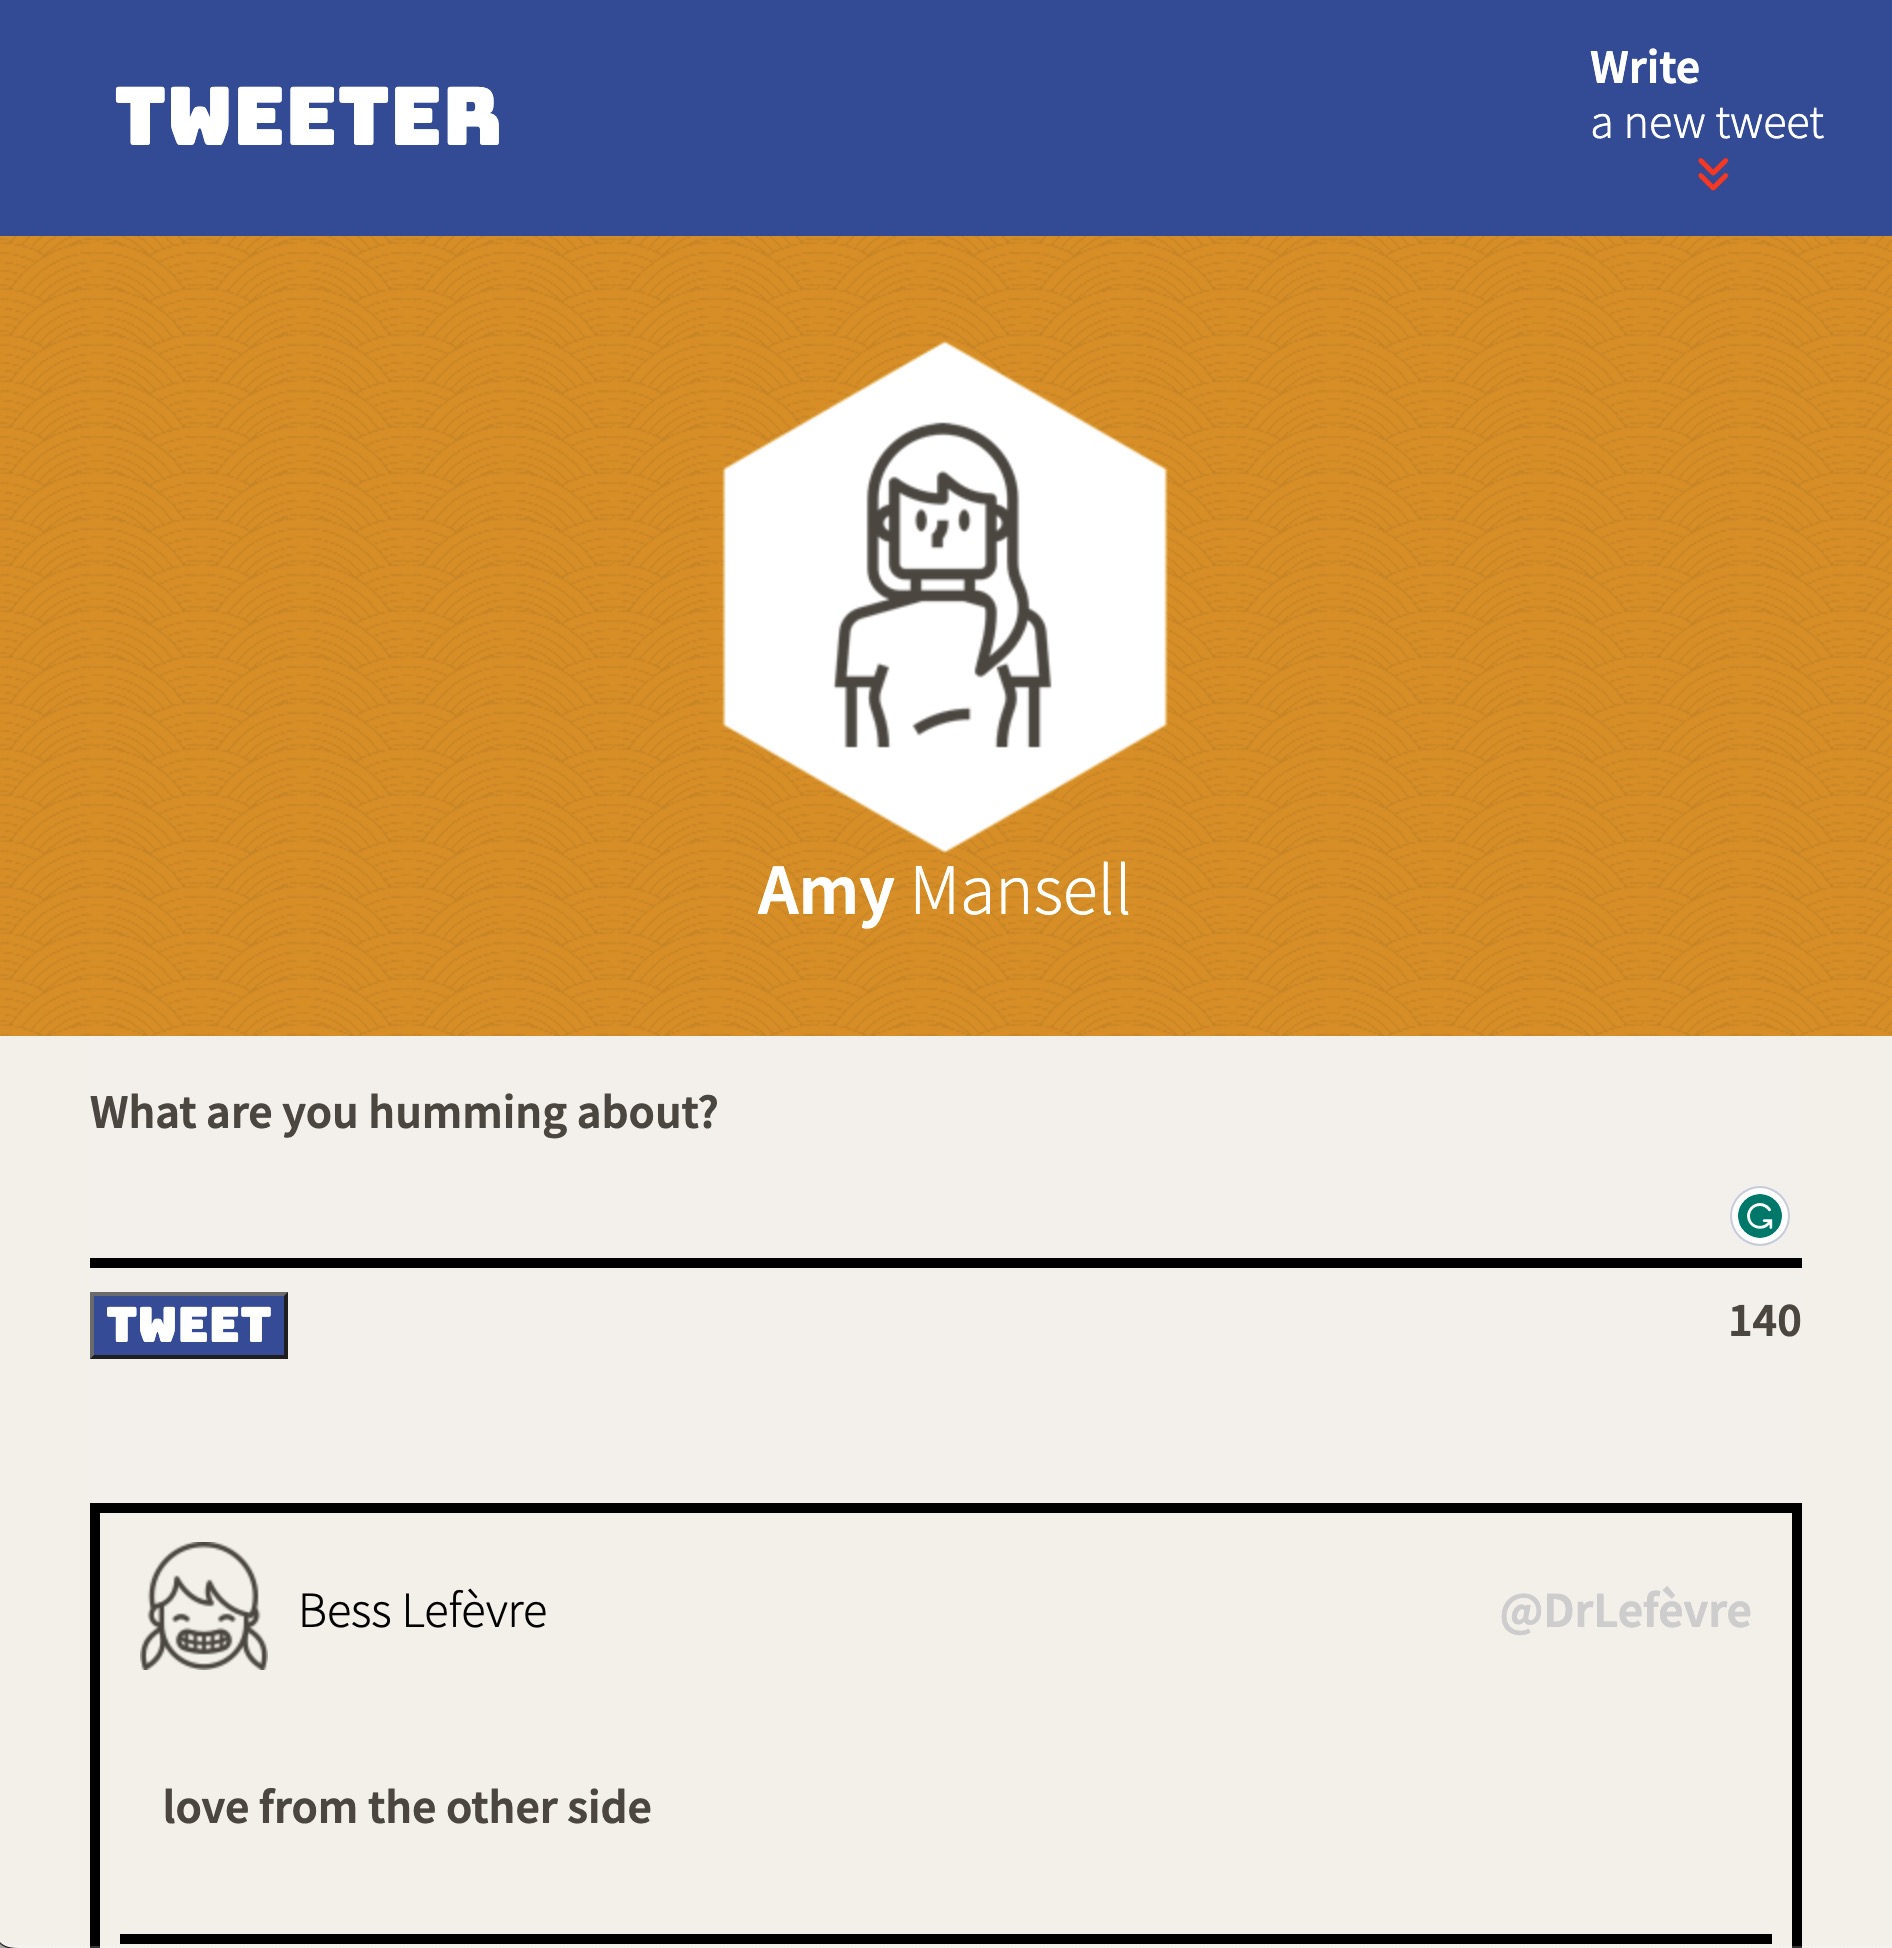 TWEETER
Write
a new tweet
Amy Mansell
What are you humming about?
TWEET
140
Bess Lefèvre
@DrLefèvre
love from the other side